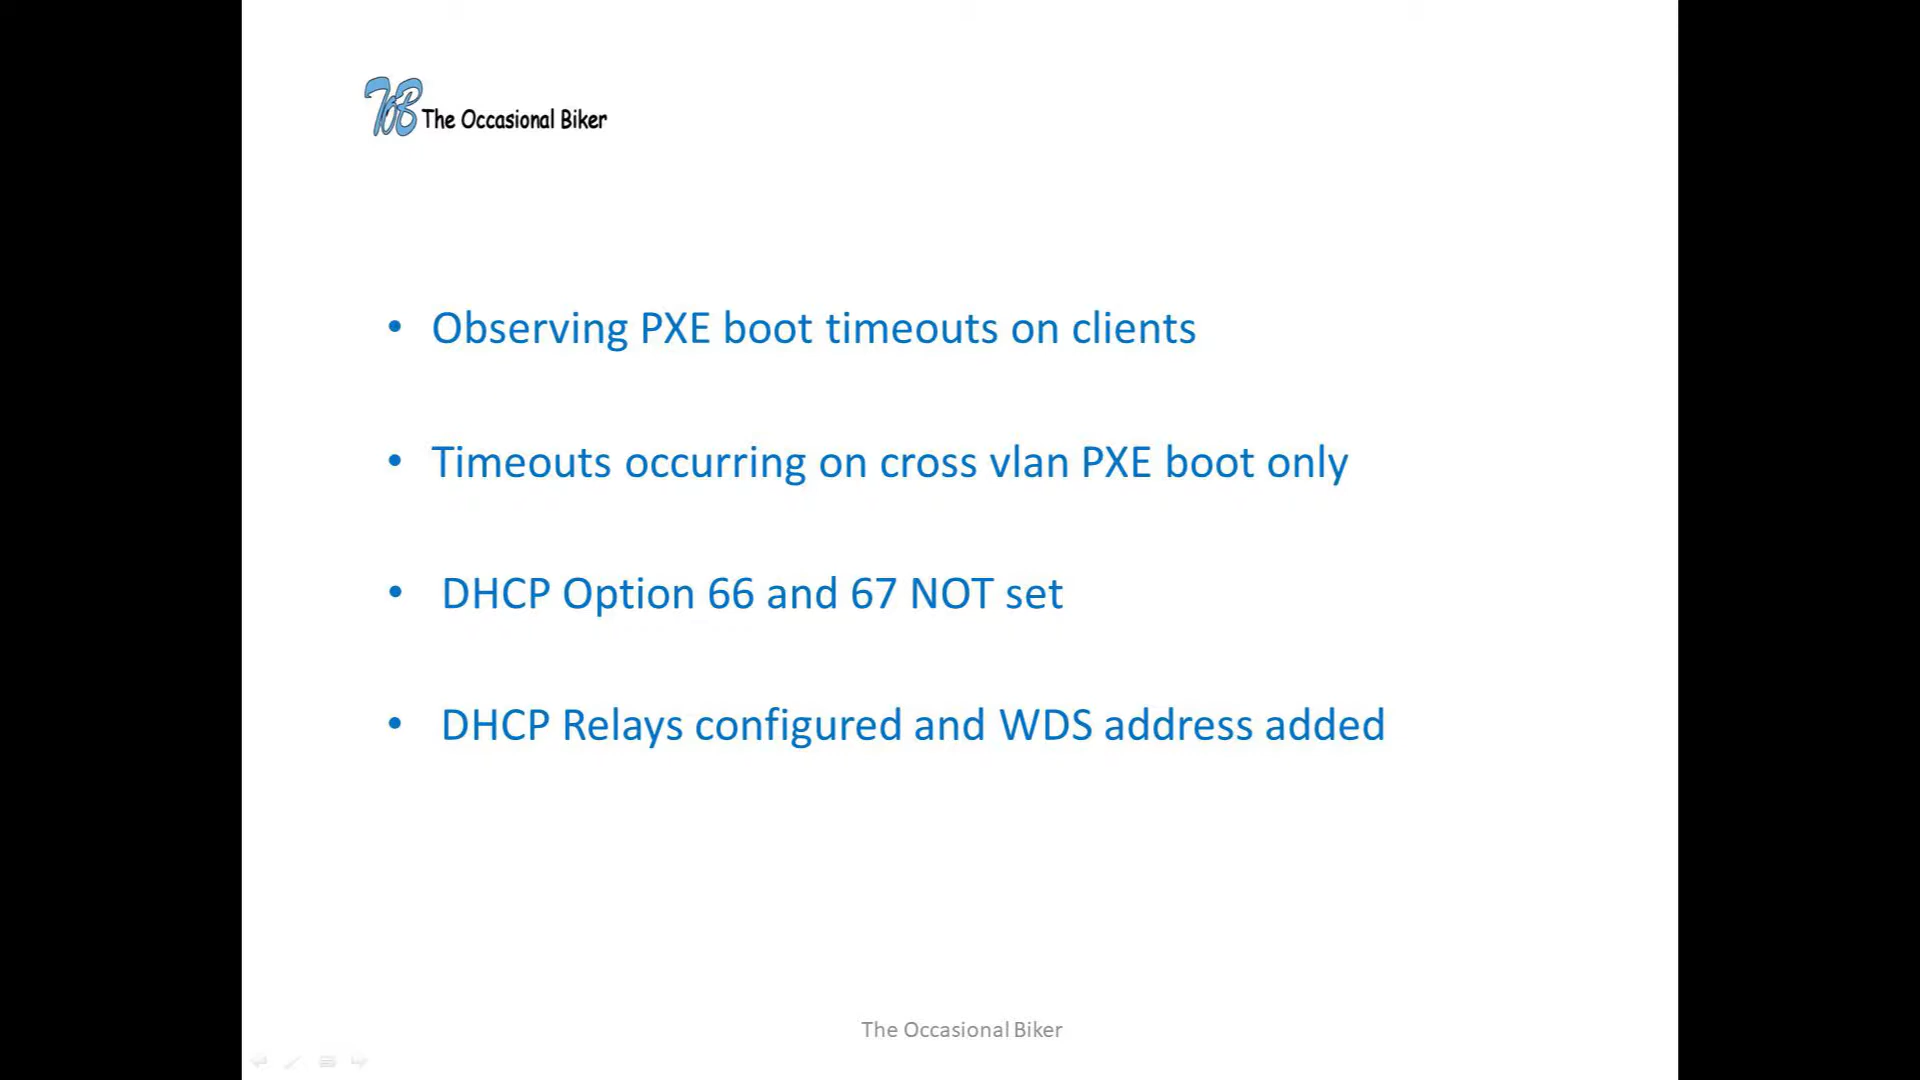 TOB The Occasional Biker
• Observing PXE boot timeouts on clients
• Timeouts occurring on cross vlan PXE boot only
• DHCP Option 66 and 67 NOT set
• DHCP Relays configured and WDS address added
The Occasional Biker